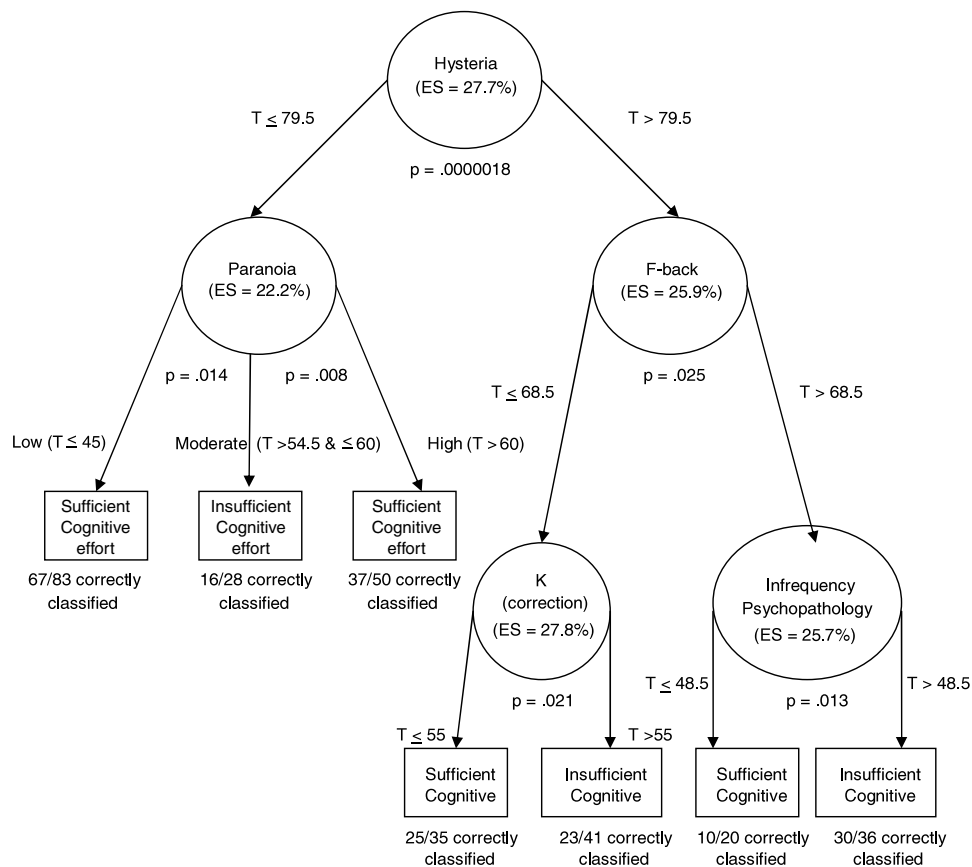 Hysteria
(ES = 27.7%)
T ≤ 79.5
T > 79.5
p = .0000018
Paranoia
(ES = 22.2%)
F-back
(ES = 25.9%)
p = .014
p = .008
p = .025
T ≤ 68.5
T > 68.5
Low (T ≤ 45)
Moderate (T >54.5 & ≤ 60)
High (T > 60)
Sufficient
Cognitive
effort
Insufficient
Cognitive
effort
Sufficient
Cognitive
effort
67/83 correctly
classified
16/28 correctly
classified
37/50 correctly
classified
K
(correction)
(ES = 27.8%)
Infrequency
Psychopathology
(ES = 25.7%)
p = .021
p = .013
T ≤ 55
T >55
T ≤ 48.5
T > 48.5
Sufficient
Cognitive
Insufficient
Cognitive
Sufficient
Cognitive
Insufficient
Cognitive
25/35 correctly
classified
23/41 correctly
classified
10/20 correctly
classified
30/36 correctly
classified